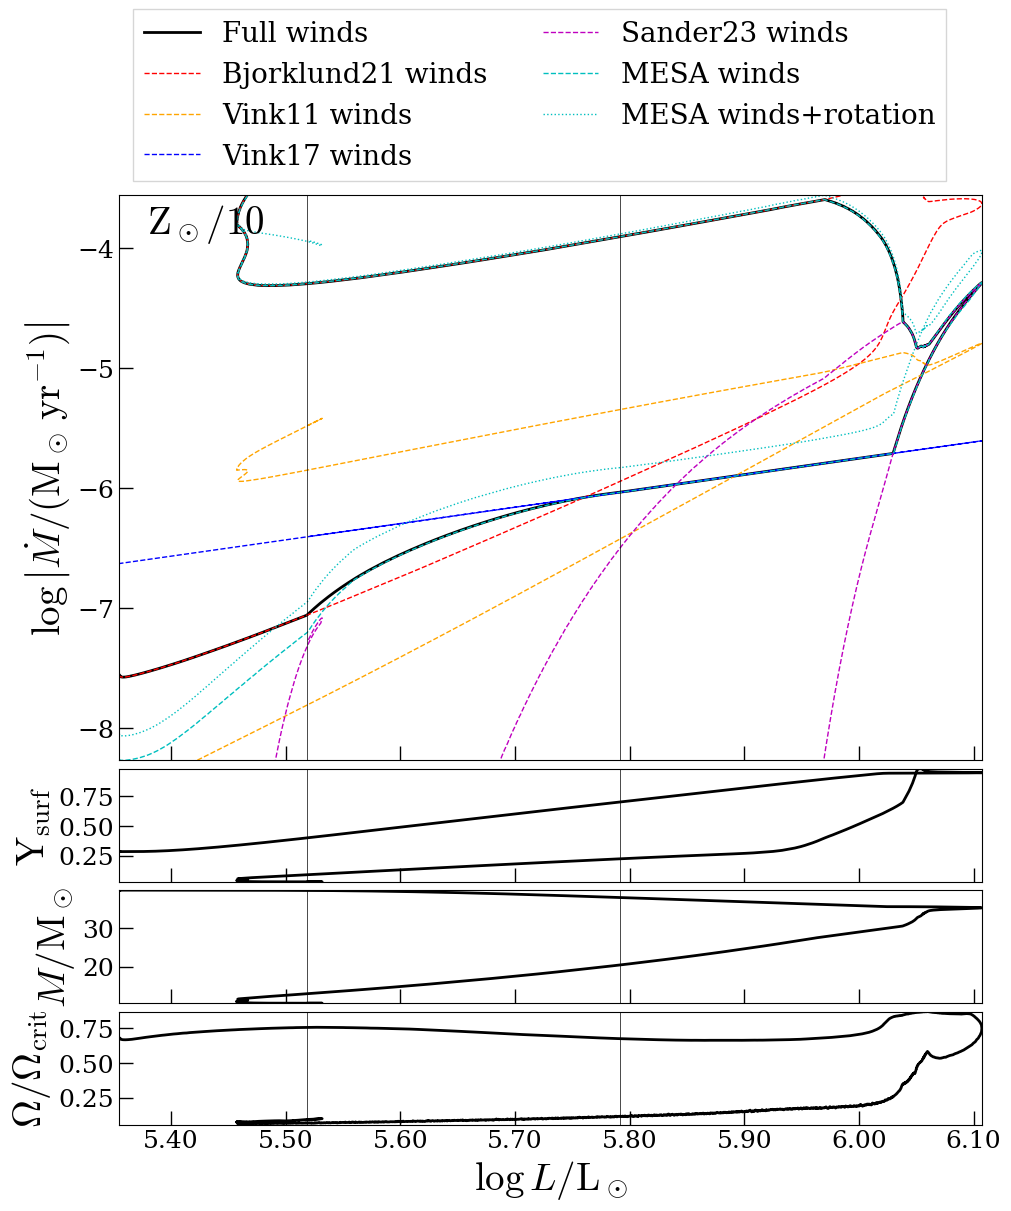 Full winds
Bjorklund21 winds
Vink11 winds
Vink17 winds
Sander23 winds
MESA winds
MESA winds+rotation
Z⊙/10
log |Ṁ/(M⊙ yr⁻¹)|
−4
−5
−6
−7
−8
Ysurf
0.75
0.50
0.25
M/M⊙
30
20
Ω/Ωcrit
0.75
0.50
0.25
5.40 5.50 5.60 5.70 5.80 5.90 6.00 6.10
log L/L⊙